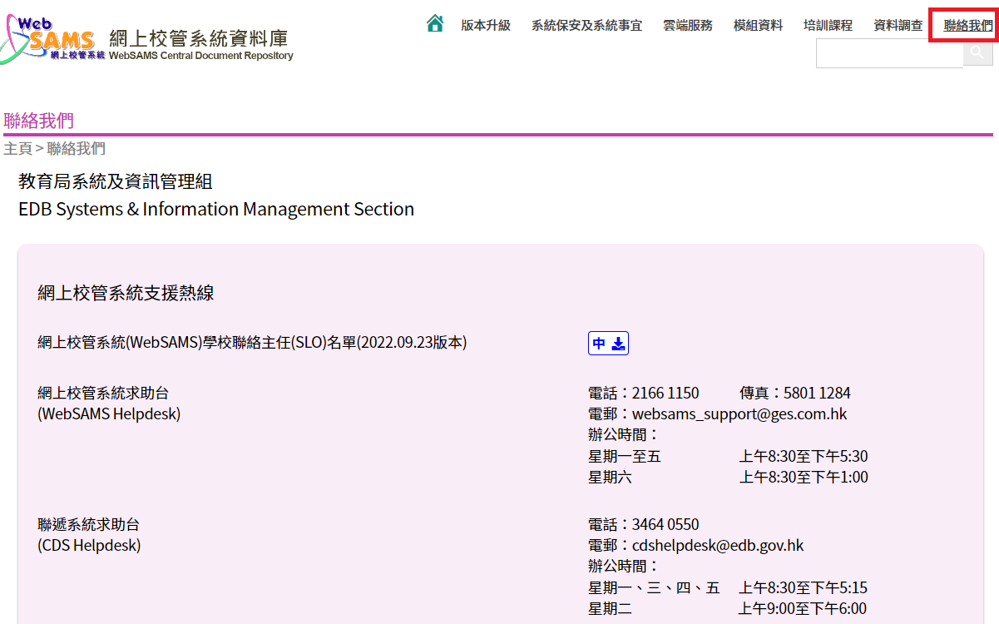 Web
SAMS
網上校管系統
網上校管系統資料庫
WebSAMS Central Document Repository
版本升級 系統保安及系統事宜 雲端服務 模組資料 培訓課程 資料調查 聯絡我們
聯絡我們
主頁 > 聯絡我們
教育局系統及資訊管理組
EDB Systems & Information Management Section
網上校管系統支援熱線
網上校管系統(WebSAMS)學校聯絡主任(SLO)名單(2022.09.23版本) 中
網上校管系統求助台 電話：2166 1150 傳真：5801 1284
(WebSAMS Helpdesk) 電郵：websams_support@ges.com.hk
辦公時間：
星期一至五 上午8:30至下午5:30
星期六 上午8:30至下午1:00
聯遞系統求助台 電話：3464 0550
(CDS Helpdesk) 電郵：cdshelpdesk@edb.gov.hk
辦公時間：
星期一、三、四、五 上午8:30至下午5:15
星期二 上午9:00至下午6:00